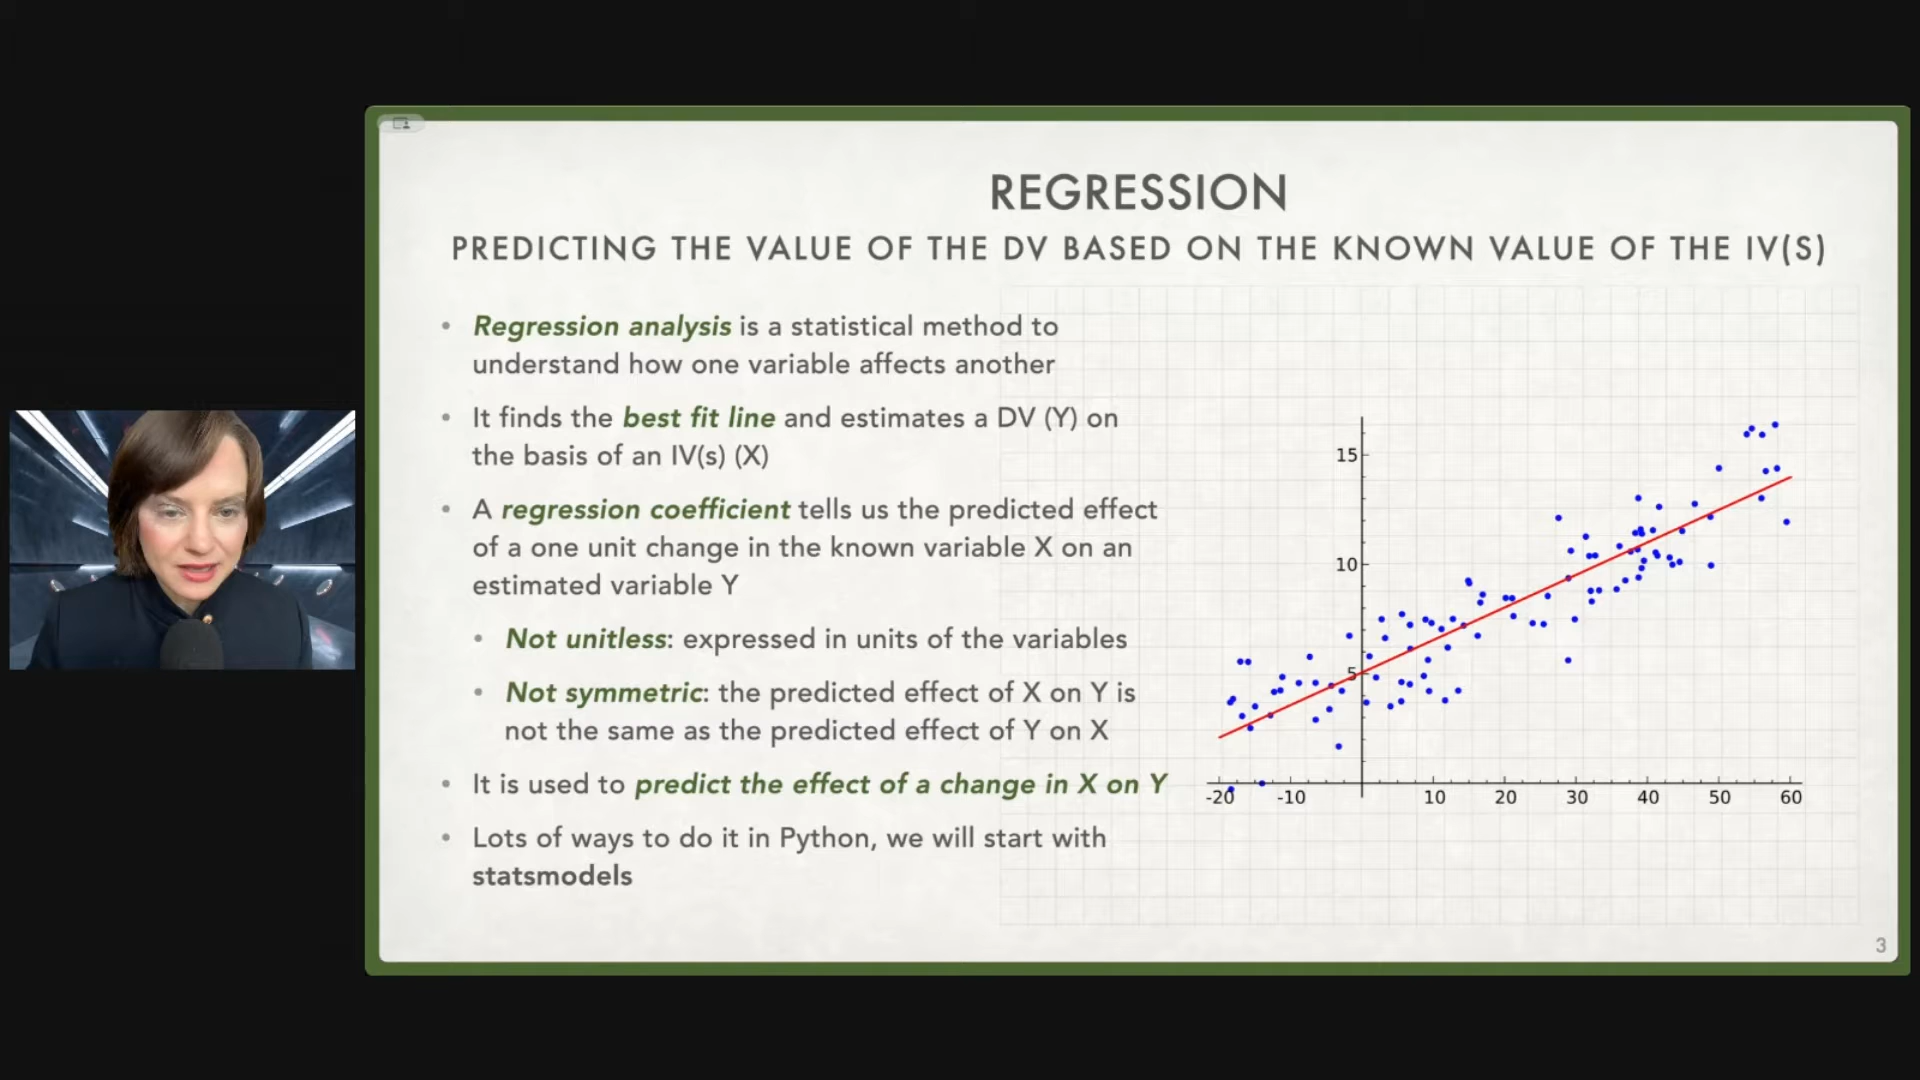 REGRESSION
PREDICTING THE VALUE OF THE DV BASED ON THE KNOWN VALUE OF THE IV(S)
• Regression analysis is a statistical method to
understand how one variable affects another
• It finds the best fit line and estimates a DV (Y) on
the basis of an IV(s) (X)
• A regression coefficient tells us the predicted effect
of a one unit change in the known variable X on an
estimated variable Y
• Not unitless: expressed in units of the variables
• Not symmetric: the predicted effect of X on Y is
not the same as the predicted effect of Y on X
• It is used to predict the effect of a change in X on Y
• Lots of ways to do it in Python, we will start with
statsmodels
15
10
5
-20 -10 10 20 30 40 50 60
3